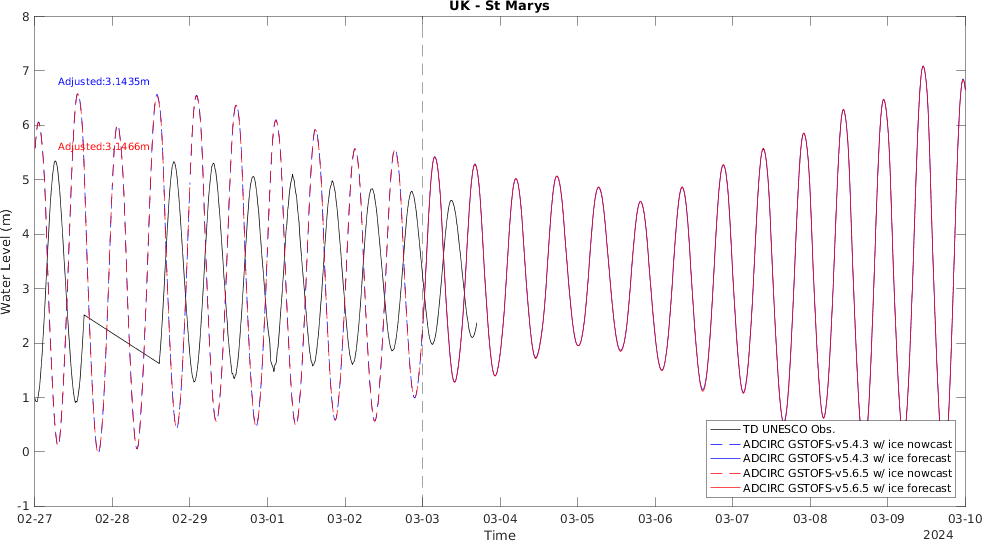 UK - St Marys
8
7
6
5
4
3
2
1
0
-1
Water Level (m)
Adjusted:3.1435m
Adjusted:3.1466m
TD UNESCO Obs.
ADCIRC GSTOFS-v5.4.3 w/ ice nowcast
ADCIRC GSTOFS-v5.4.3 w/ ice forecast
ADCIRC GSTOFS-v5.6.5 w/ ice nowcast
ADCIRC GSTOFS-v5.6.5 w/ ice forecast
02-27 02-28 02-29 03-01 03-02 03-03 03-04 03-05 03-06 03-07 03-08 03-09 03-10
Time
2024